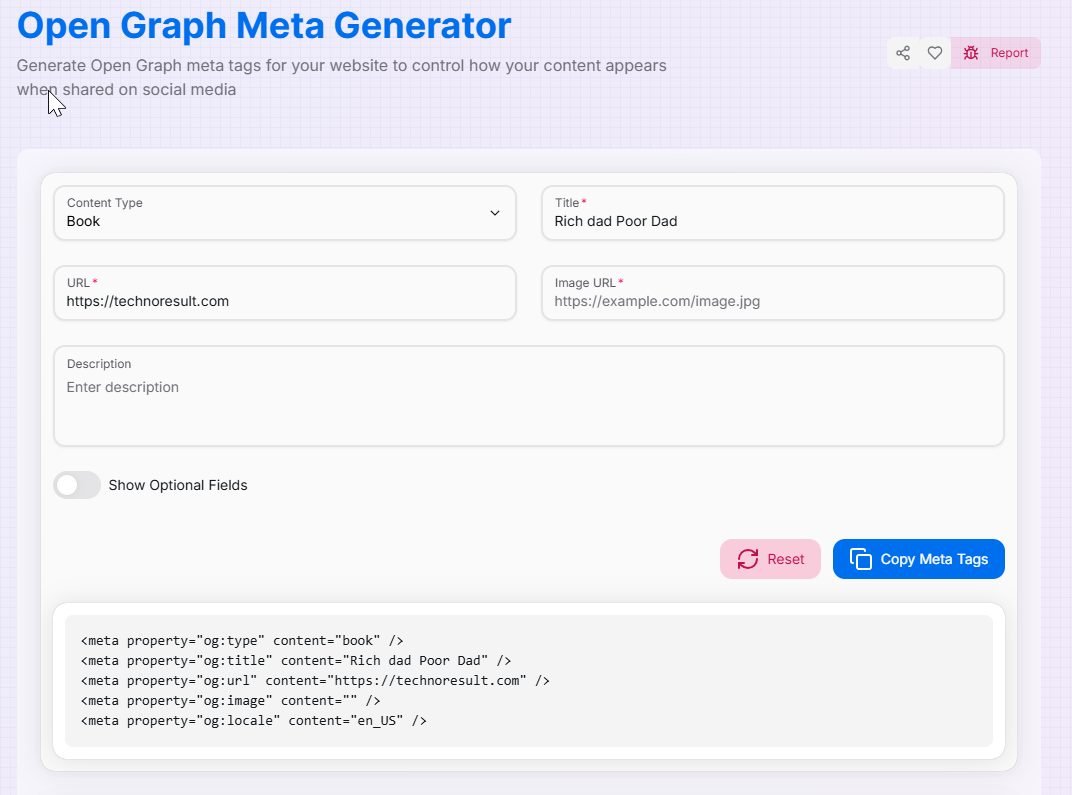 Open Graph Meta Generator
Generate Open Graph meta tags for your website to control how your content appears
when shared on social media
Report
Content Type
Book
Title*
Rich dad Poor Dad
URL*
https://technoresult.com
Image URL*
https://example.com/image.jpg
Description
Enter description
Show Optional Fields
Reset
Copy Meta Tags
<meta property="og:type" content="book" />
<meta property="og:title" content="Rich dad Poor Dad" />
<meta property="og:url" content="https://technoresult.com" />
<meta property="og:image" content="" />
<meta property="og:locale" content="en_US" />